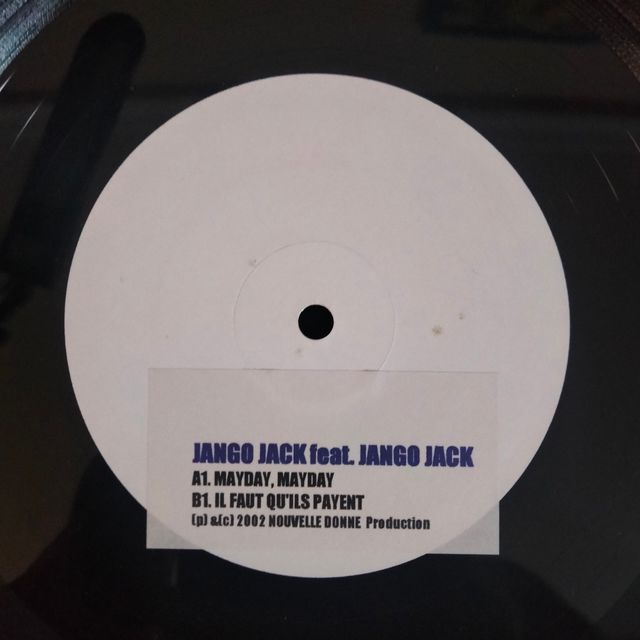 JANGO JACK feat. JANGO JACK
A1. MAYDAY, MAYDAY
B1. IL FAUT QU'ILS PAYENT
(p) &(c) 2002 NOUVELLE DONNE Production